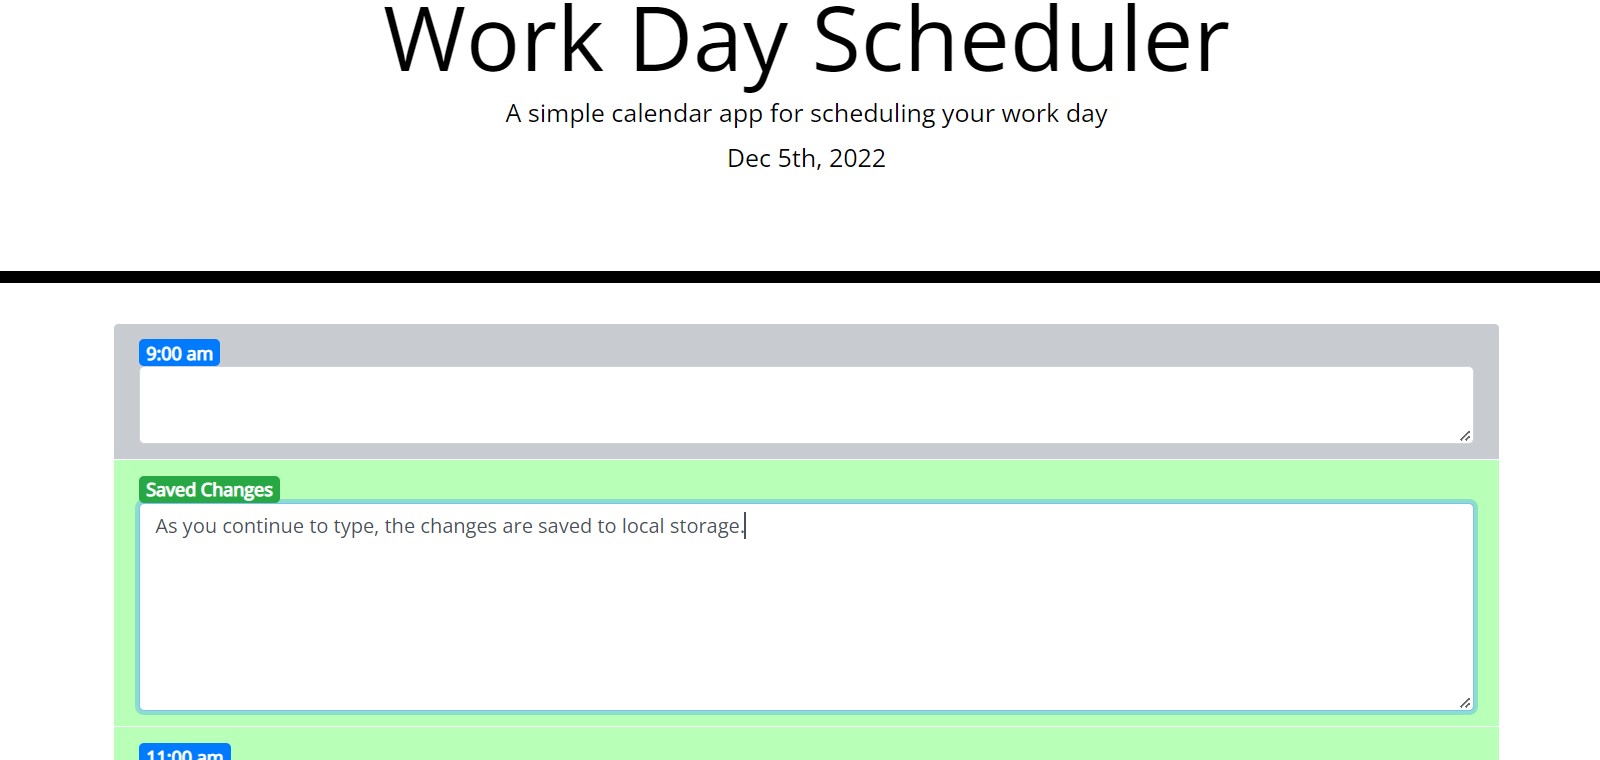 Work Day Scheduler
A simple calendar app for scheduling your work day
Dec 5th, 2022
9:00 am
Saved Changes
As you continue to type, the changes are saved to local storage.
11:00 am